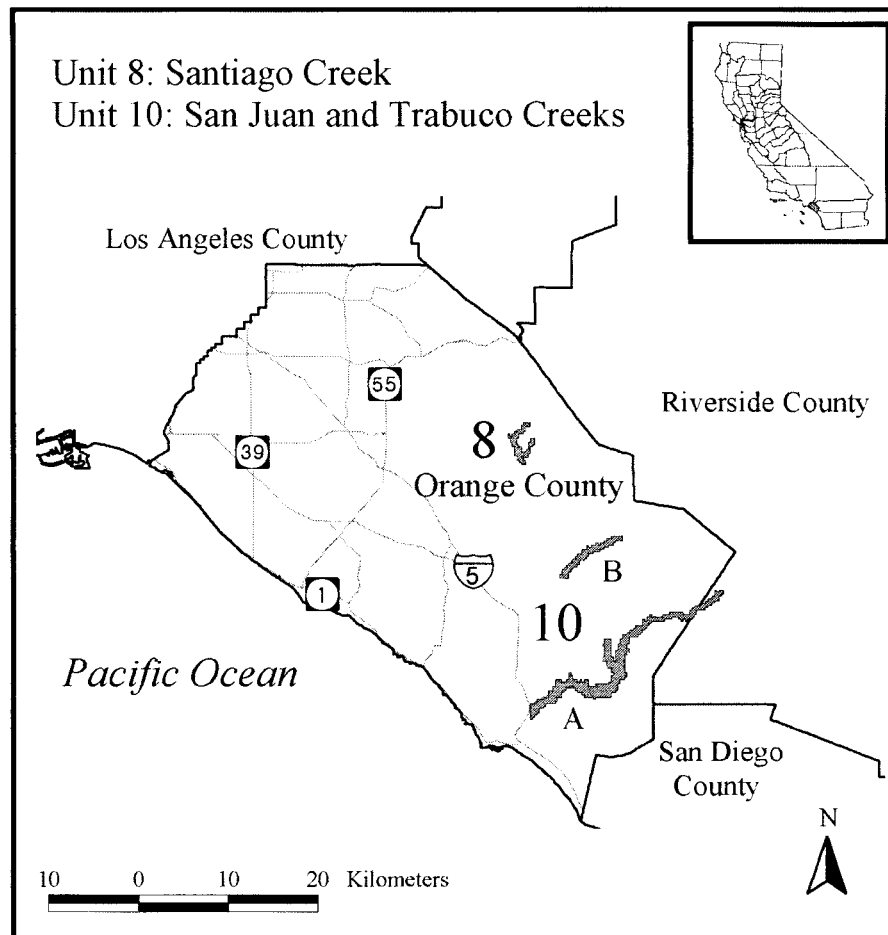 Unit 8: Santiago Creek
Unit 10: San Juan and Trabuco Creeks
Los Angeles County
55
Riverside County
8
39
Orange County
5
B
1
10
Pacific Ocean
A
San Diego
County
N
10 0 10 20 Kilometers